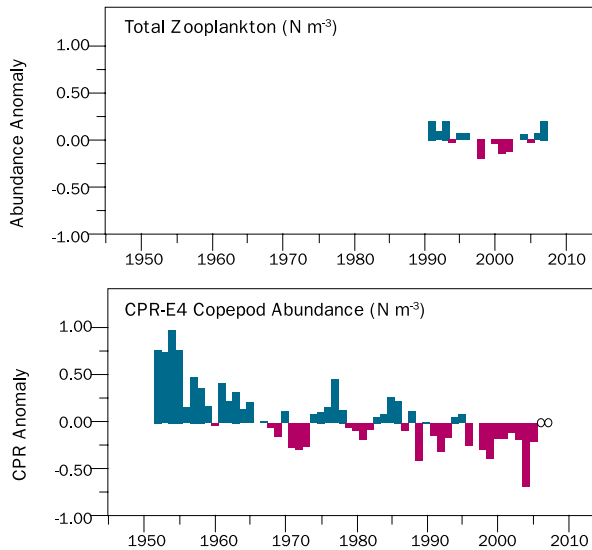 Total Zooplankton (N m⁻³)
Abundance Anomaly
1.00
0.50
0.00
-0.50
-1.00
1950 1960 1970 1980 1990 2000 2010
CPR-E4 Copepod Abundance (N m⁻³)
CPR Anomaly
1.00
0.50
0.00
-0.50
-1.00
1950 1960 1970 1980 1990 2000 2010